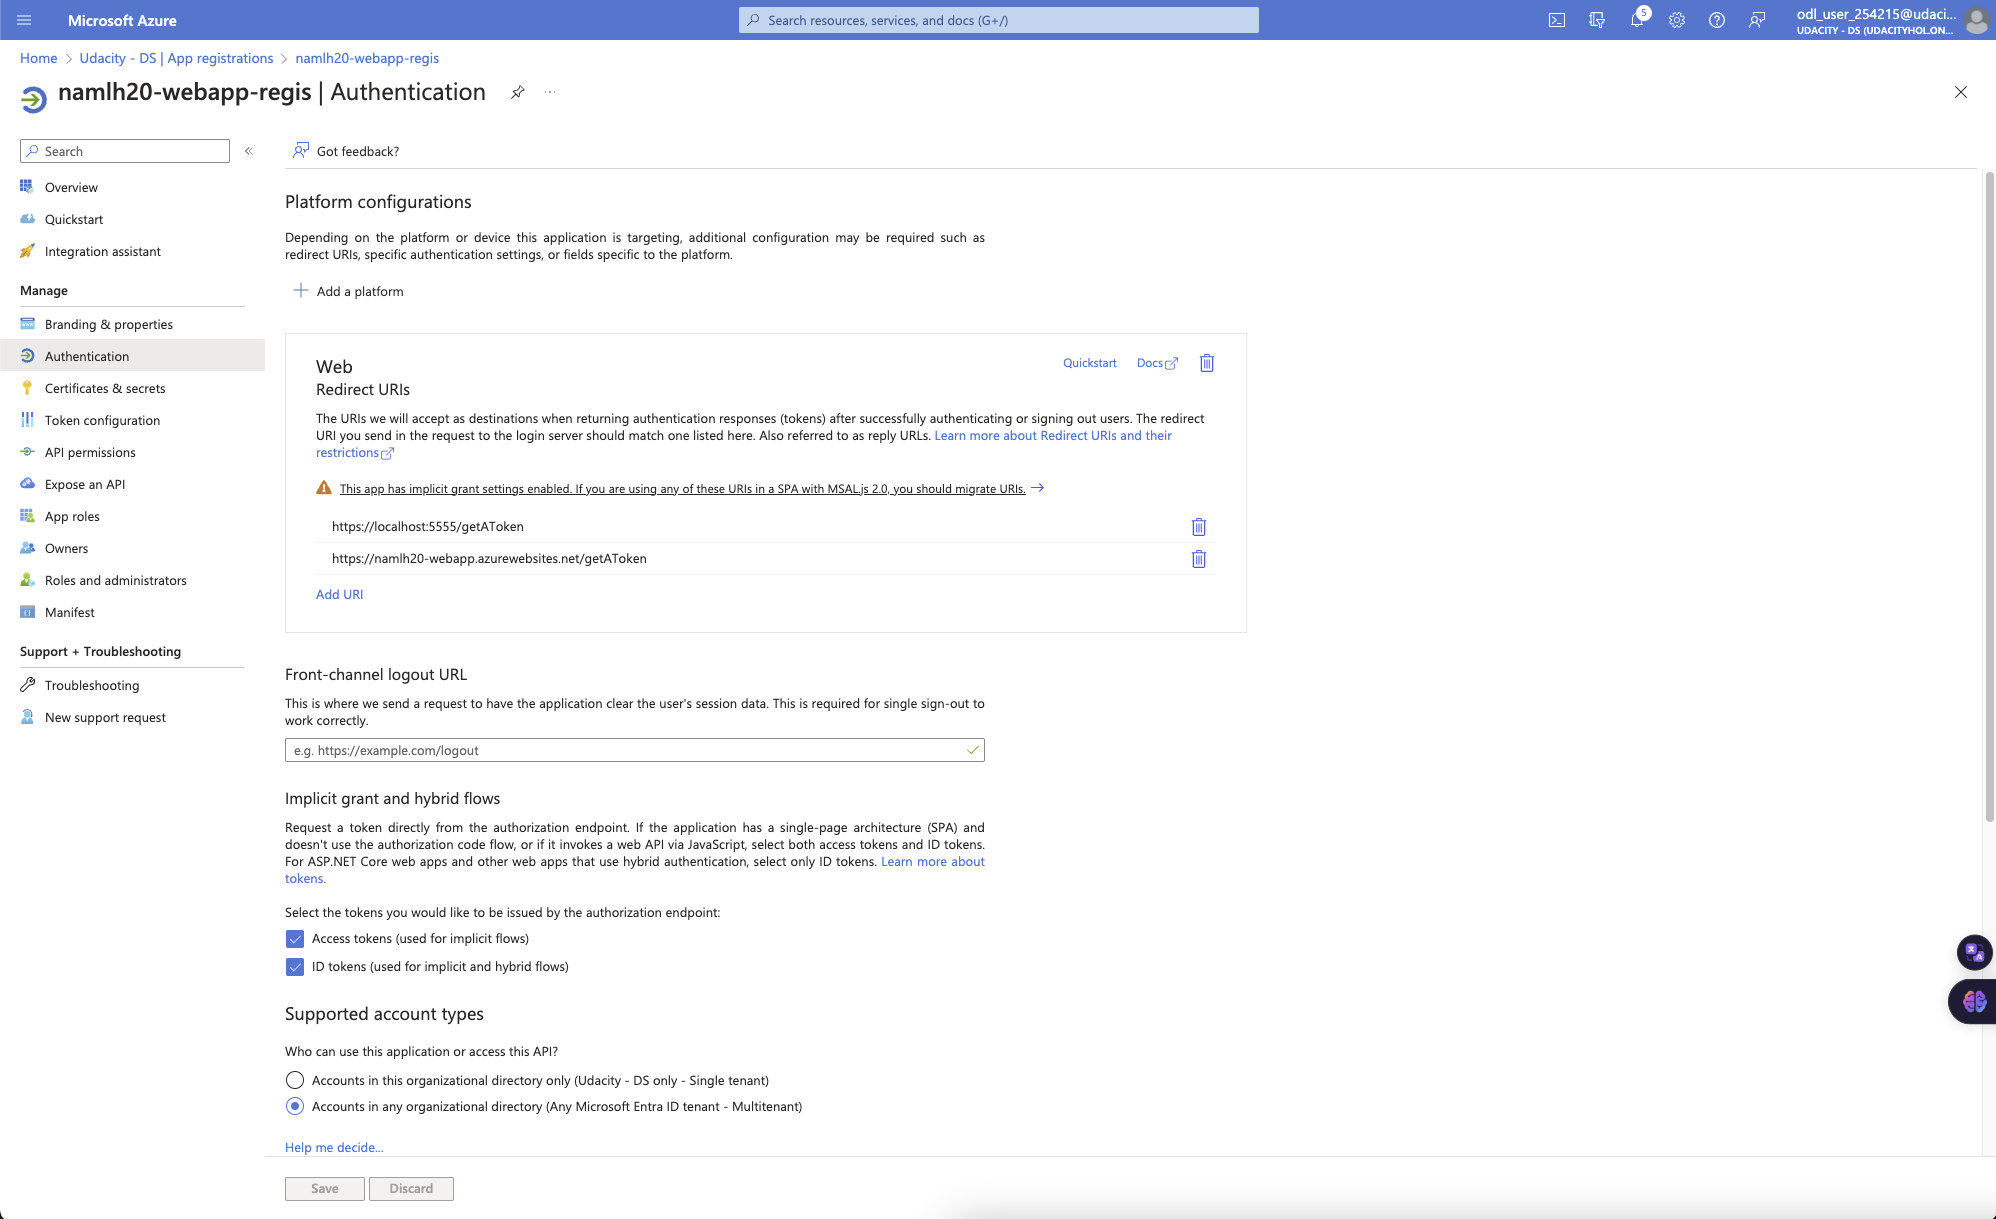 Microsoft Azure
Search resources, services, and docs (G+/)
5
odl_user_254215@udaci...
UDACITY - DS (UDACITYHOL.ON...
Home > Udacity - DS | App registrations > namlh20-webapp-regis
namlh20-webapp-regis | Authentication
Search
Got feedback?
Overview
Quickstart
Integration assistant
Manage
Branding & properties
Authentication
Certificates & secrets
Token configuration
API permissions
Expose an API
App roles
Owners
Roles and administrators
Manifest
Support + Troubleshooting
Troubleshooting
New support request
Platform configurations
Depending on the platform or device this application is targeting, additional configuration may be required such as
redirect URIs, specific authentication settings, or fields specific to the platform.
Add a platform
Web
Quickstart
Docs
Redirect URIs
The URIs we will accept as destinations when returning authentication responses (tokens) after successfully authenticating or signing out users. The redirect
URI you send in the request to the login server should match one listed here. Also referred to as reply URLs. Learn more about Redirect URIs and their
restrictions
This app has implicit grant settings enabled. If you are using any of these URIs in a SPA with MSAL.js 2.0, you should migrate URIs.
https://localhost:5555/getAToken
https://namlh20-webapp.azurewebsites.net/getAToken
Add URI
Front-channel logout URL
This is where we send a request to have the application clear the user's session data. This is required for single sign-out to
work correctly.
e.g. https://example.com/logout
Implicit grant and hybrid flows
Request a token directly from the authorization endpoint. If the application has a single-page architecture (SPA) and
doesn't use the authorization code flow, or if it invokes a web API via JavaScript, select both access tokens and ID tokens.
For ASP.NET Core web apps and other web apps that use hybrid authentication, select only ID tokens. Learn more about
tokens.
Select the tokens you would like to be issued by the authorization endpoint:
Access tokens (used for implicit flows)
ID tokens (used for implicit and hybrid flows)
Supported account types
Who can use this application or access this API?
Accounts in this organizational directory only (Udacity - DS only - Single tenant)
Accounts in any organizational directory (Any Microsoft Entra ID tenant - Multitenant)
Help me decide...
Save
Discard